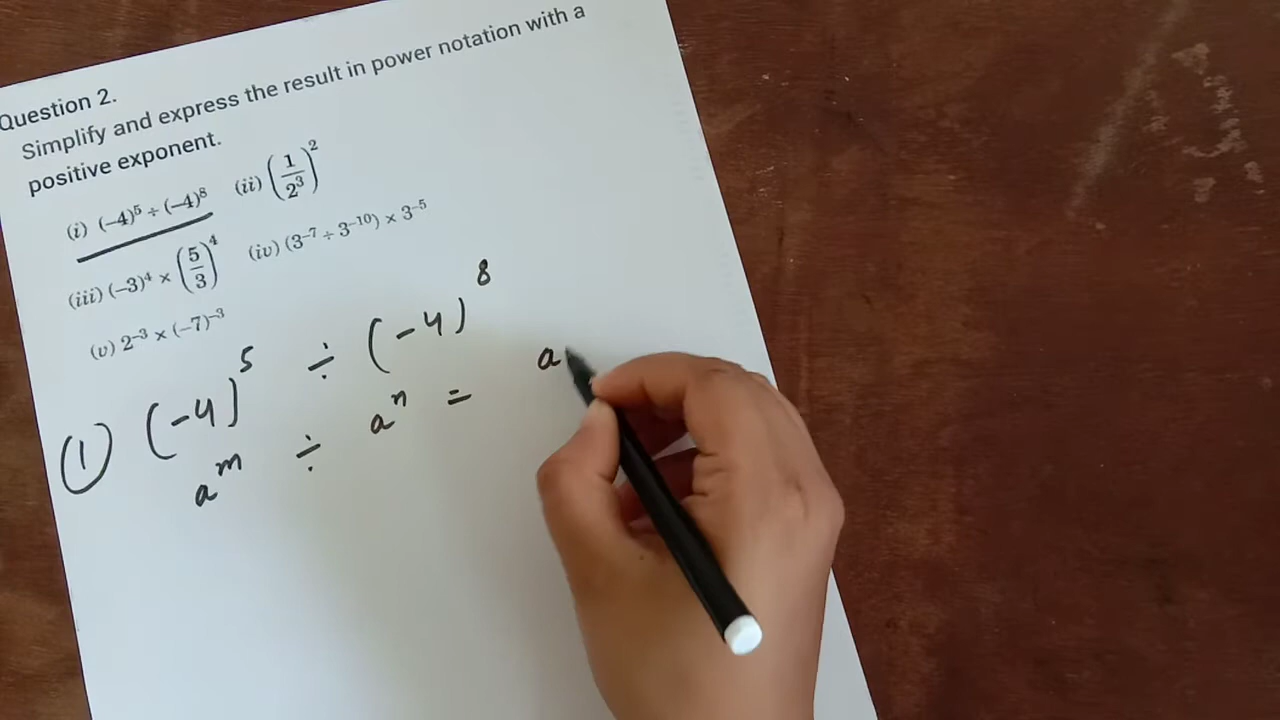 Question 2.
Simplify and express the result in power notation with a
positive exponent.
(i) (−4)⁵ ÷ (−4)⁸ (ii) (1/2³)²
(iii) (−3)⁴ × (5/3)⁴ (iv) (3⁻⁷ ÷ 3⁻¹⁰) × 3⁻⁵
(v) 2⁻³ × (−7)⁻³
(1) (-4)⁵ ÷ (-4)⁸
aᵐ ÷ aⁿ = a